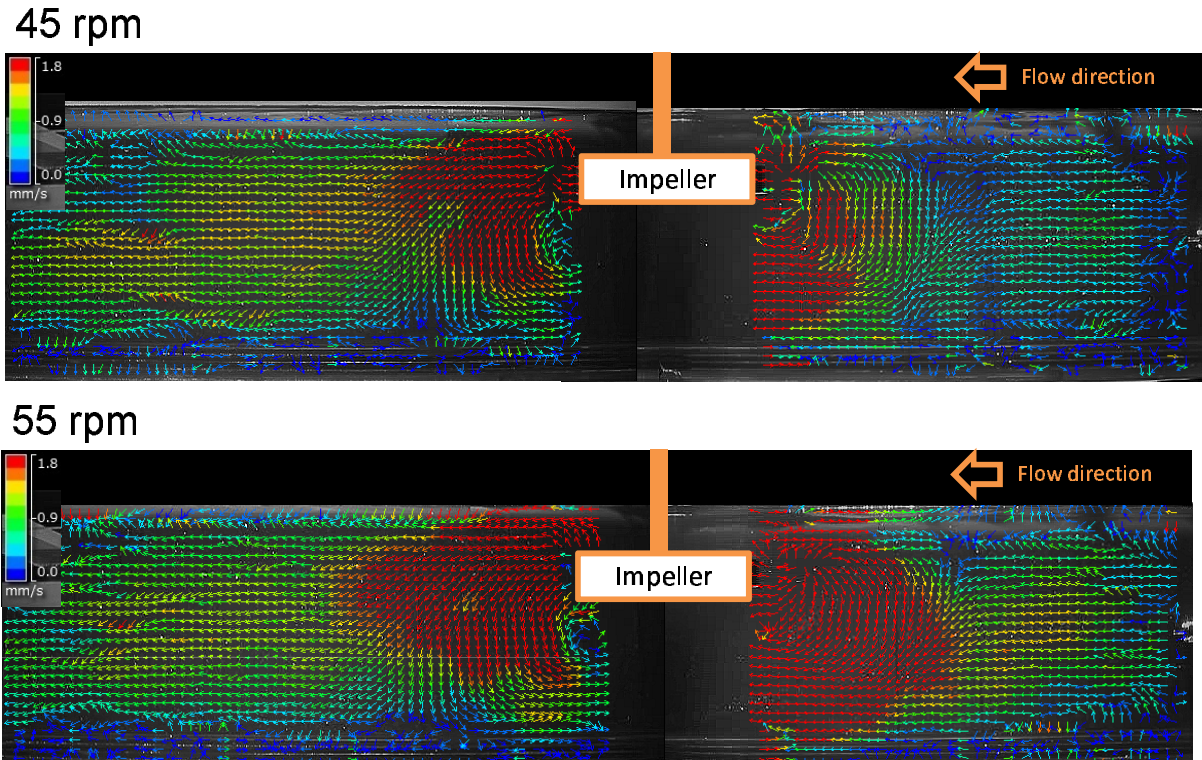 45 rpm
1.8
0.9
0.0
mm/s
Flow direction
Impeller
55 rpm
1.8
0.9
0.0
mm/s
Flow direction
Impeller